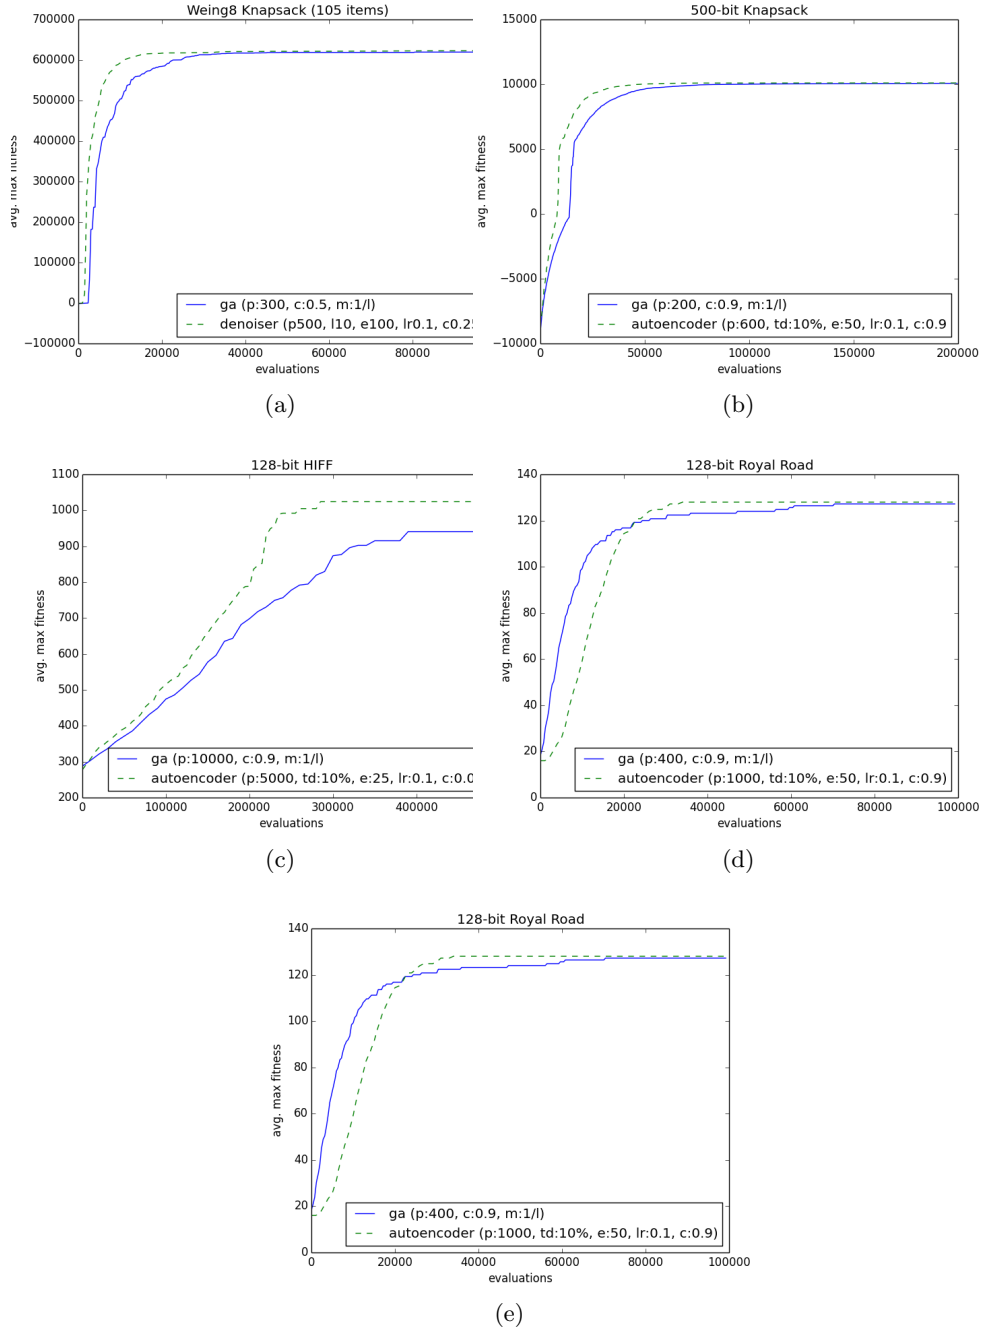 Weing8 Knapsack (105 items)
700000
600000
500000
400000
300000
200000
100000
0
−100000
avg. max fitness
ga (p:300, c:0.5, m:1/l)
denoiser (p500, l10, e100, lr0.1, c0.25
0 20000 40000 60000 80000
evaluations
(a)
500-bit Knapsack
15000
10000
5000
0
−5000
−10000
avg. max fitness
ga (p:200, c:0.9, m:1/l)
autoencoder (p:600, td:10%, e:50, lr:0.1, c:0.9
0 50000 100000 150000 200000
evaluations
(b)
128-bit HIFF
1100
1000
900
800
700
600
500
400
300
200
avg. max fitness
ga (p:10000, c:0.9, m:1/l)
autoencoder (p:5000, td:10%, e:25, lr:0.1, c:0.0
0 100000 200000 300000 400000
evaluations
(c)
128-bit Royal Road
140
120
100
80
60
40
20
0
avg. max fitness
ga (p:400, c:0.9, m:1/l)
autoencoder (p:1000, td:10%, e:50, lr:0.1, c:0.9)
0 20000 40000 60000 80000 100000
evaluations
(d)
128-bit Royal Road
140
120
100
80
60
40
20
0
avg. max fitness
ga (p:400, c:0.9, m:1/l)
autoencoder (p:1000, td:10%, e:50, lr:0.1, c:0.9)
0 20000 40000 60000 80000 100000
evaluations
(e)